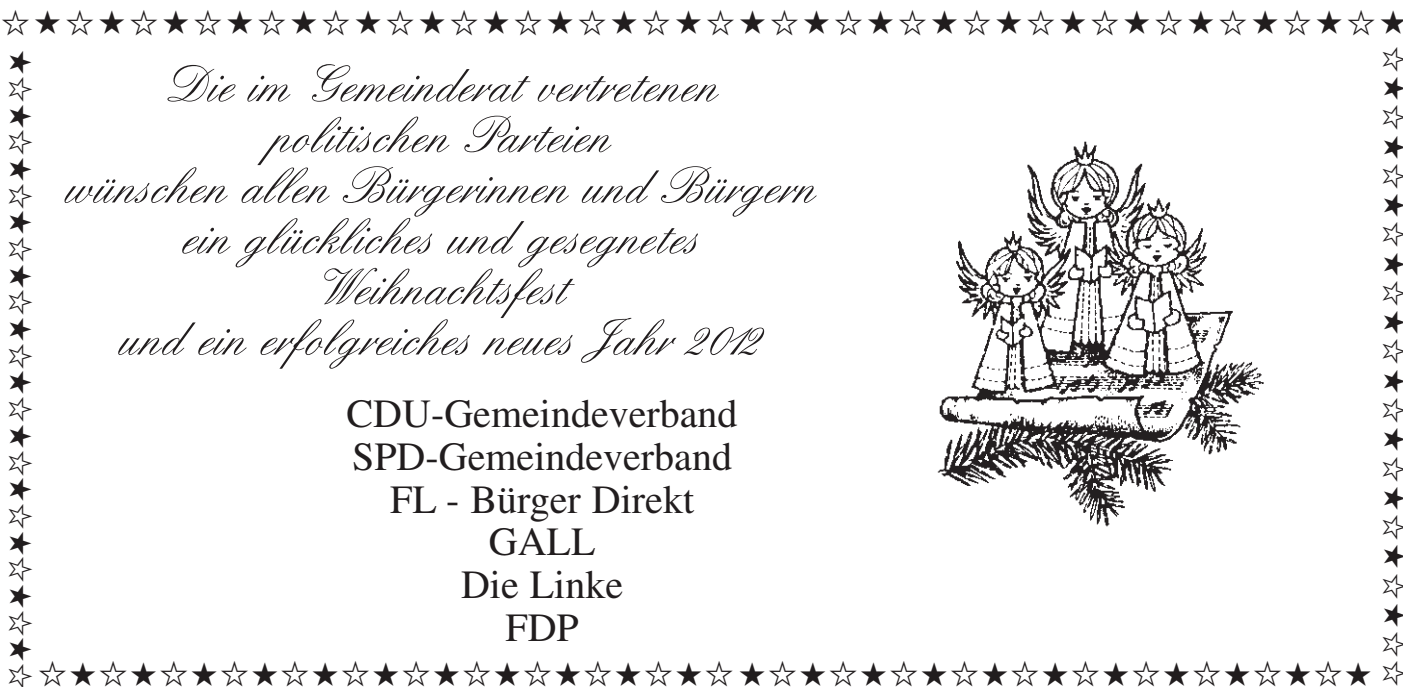 Die im Gemeinderat vertretenen
politischen Parteien
wünschen allen Bürgerinnen und Bürgern
ein glückliches und gesegnetes
Weihnachtsfest
und ein erfolgreiches neues Jahr 2012
CDU-Gemeindeverband
SPD-Gemeindeverband
FL - Bürger Direkt
GALL
Die Linke
FDP